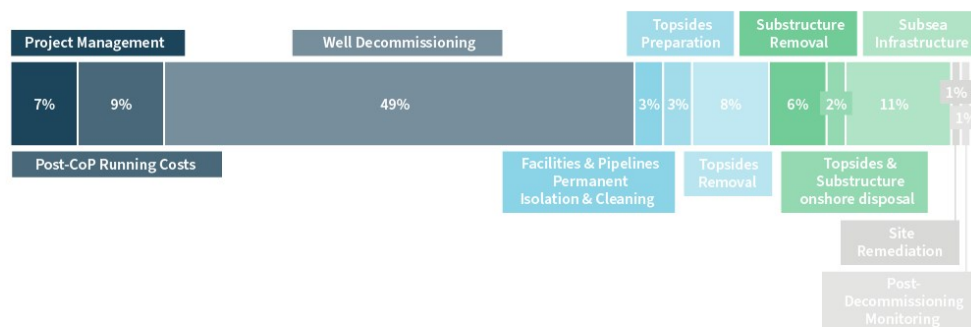 Topsides
Preparation
Substructure
Removal
Subsea
Infrastructure
Project Management
Well Decommissioning
7%
9%
49%
3%
3%
8%
6%
2%
11%
1%
1%
Post-CoP Running Costs
Facilities & Pipelines
Permanent
Isolation & Cleaning
Topsides
Removal
Topsides &
Substructure
onshore disposal
Site
Remediation
Post-
Decommissioning
Monitoring